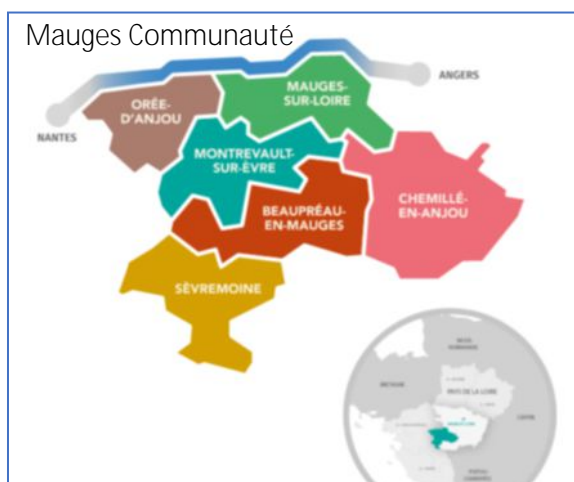 Mauges Communauté
ANGERS
MAUGES-
SUR-LOIRE
ORÉE-
D'ANJOU
NANTES
MONTREVAULT-
SUR-ÈVRE
CHEMILLÉ-
EN-ANJOU
BEAUPRÉAU-
EN-MAUGES
SÈVREMOINE
BRETAGNE
PAYS DE LA LOIRE